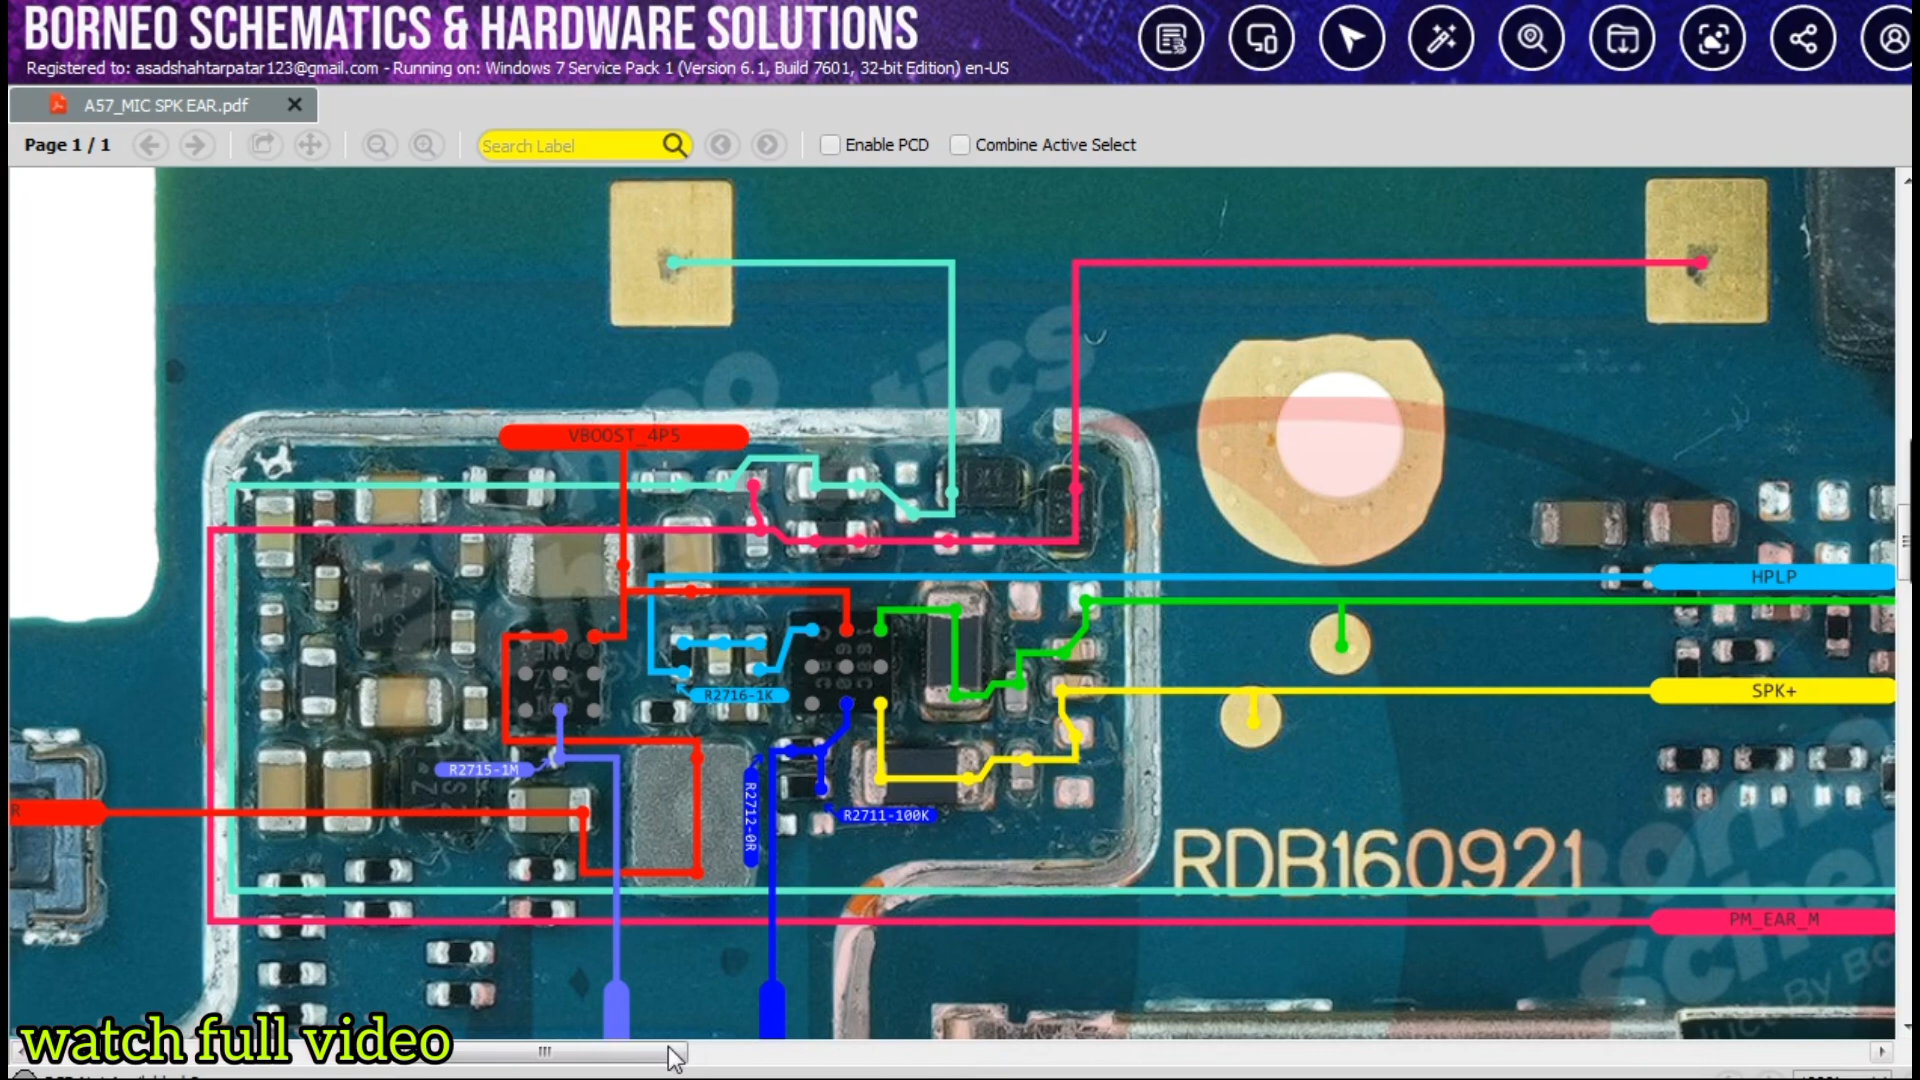 BORNEO SCHEMATICS & HARDWARE SOLUTIONS
Registered to: asadshahtarpatar123@gmail.com - Running on: Windows 7 Service Pack 1 (Version 6.1, Build 7601, 32-bit Edition) en-US
A57_MIC SPK EAR.pdf
Page 1 / 1
Search Label
Enable PCD
Combine Active Select
VBOOST_4P5
HPLP
R2716-1K
SPK+
R2715-1M
R2712-0R
R2711-100K
RDB160921
PM_EAR_M
watch full video